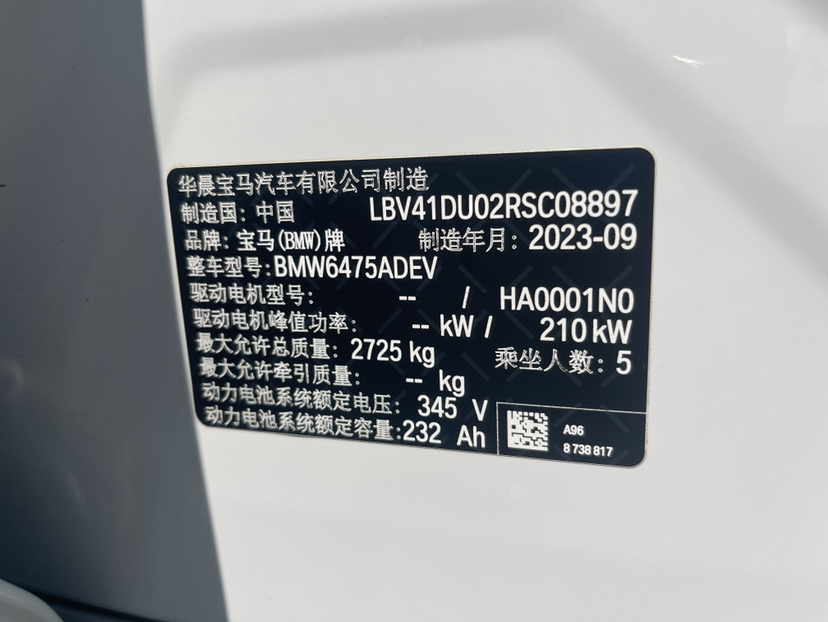 华晨宝马汽车有限公司制造
制造国: 中国 LBV41DU02RSC08897
品牌: 宝马(BMW)牌 制造年月: 2023-09
整车型号:BMW6475ADEV
驱动电机型号: -- / HA0001N0
驱动电机峰值功率: -- kW / 210 kW
最大允许总质量: 2725 kg 乘坐人数: 5
最大允许牵引质量: -- kg
动力电池系统额定电压: 345 V
动力电池系统额定容量:232 Ah
A96
8 738 817